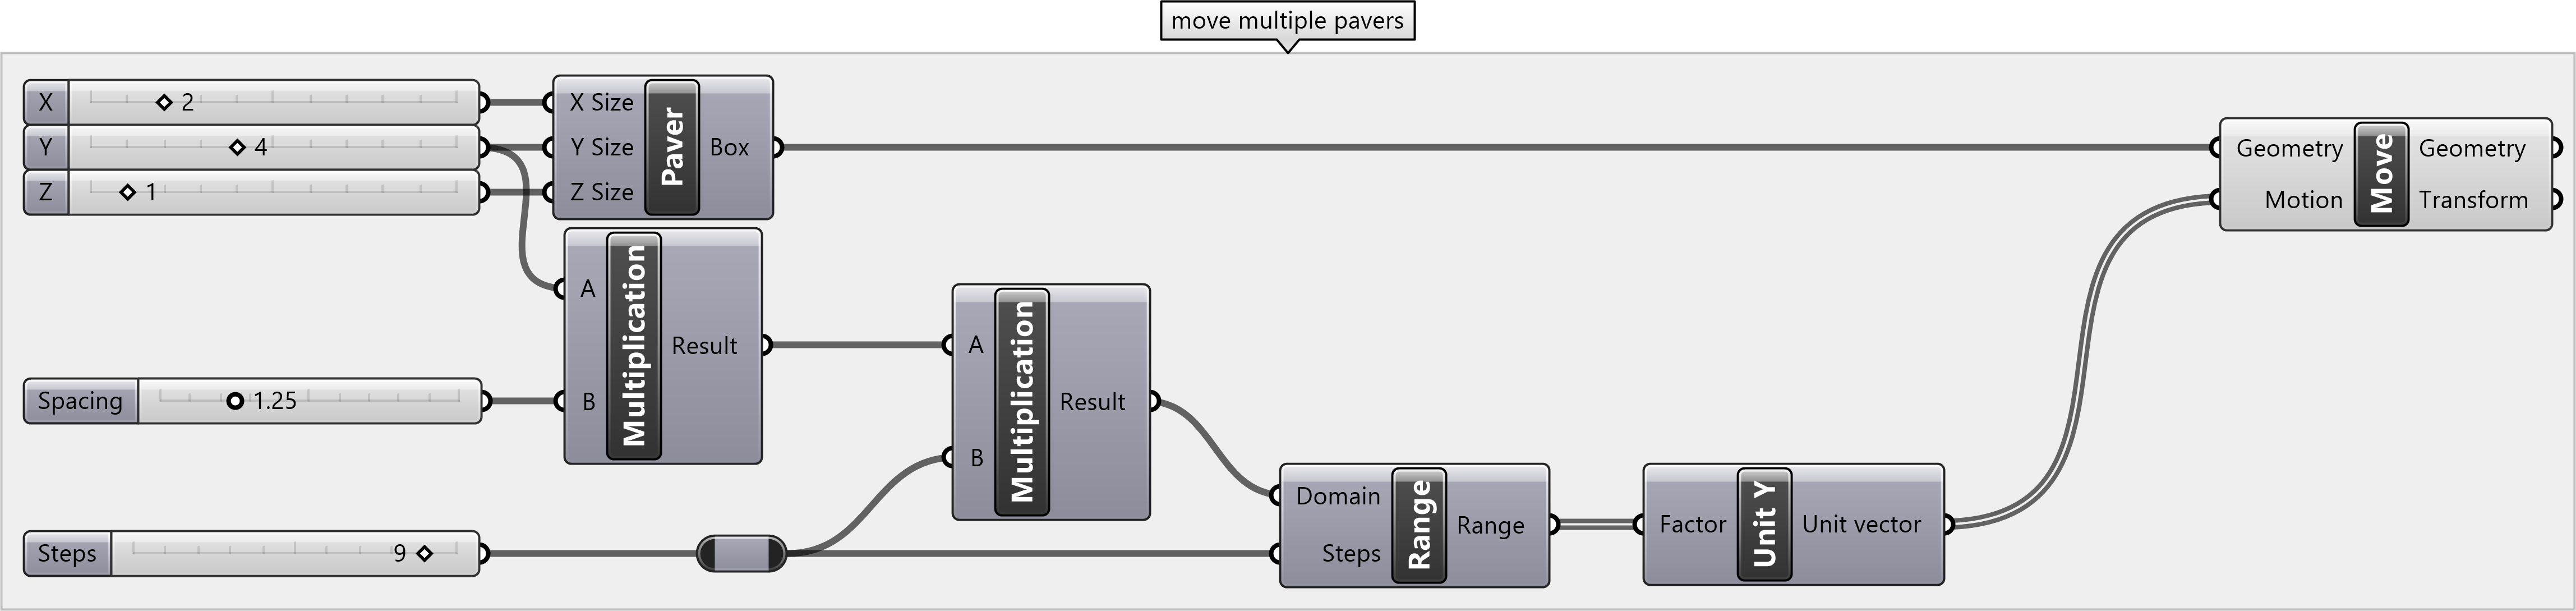 move multiple pavers
X 2
Y 4
Z 1
X Size
Y Size
Z Size
Paver
Box
A
B
Multiplication
Result
Spacing 1.25
Steps 9
A
B
Multiplication
Result
Domain
Steps
Range
Range
Factor
Unit Y
Unit vector
Geometry
Motion
Move
Geometry
Transform